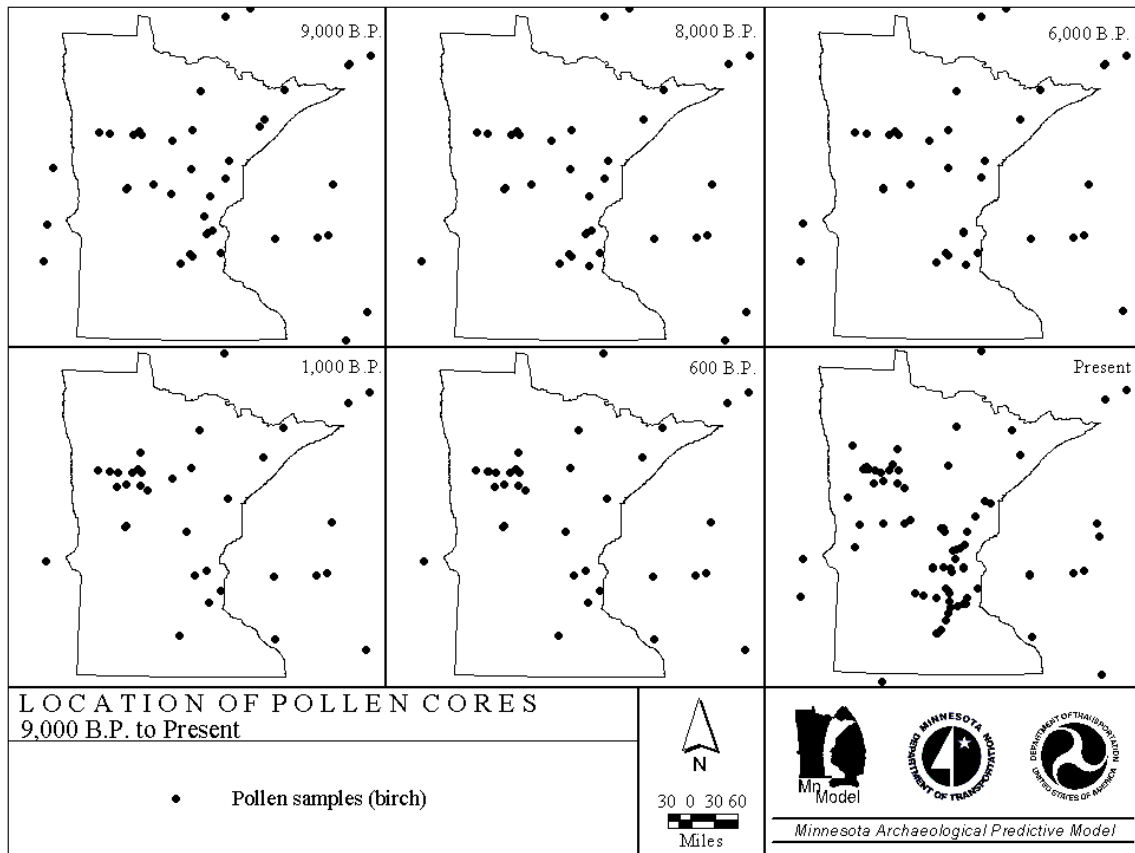 9,000 B.P.
8,000 B.P.
6,000 B.P.
1,000 B.P.
600 B.P.
Present
LOCATION OF POLLEN CORES
9,000 B.P. to Present
Pollen samples (birch)
N
30 0 30 60
Miles
Mn
Model
MINNESOTA
DEPARTMENT OF TRANSPORTATION
DEPARTMENT OF TRANSPORTATION
UNITED STATES OF AMERICA
Minnesota Archaeological Predictive Model